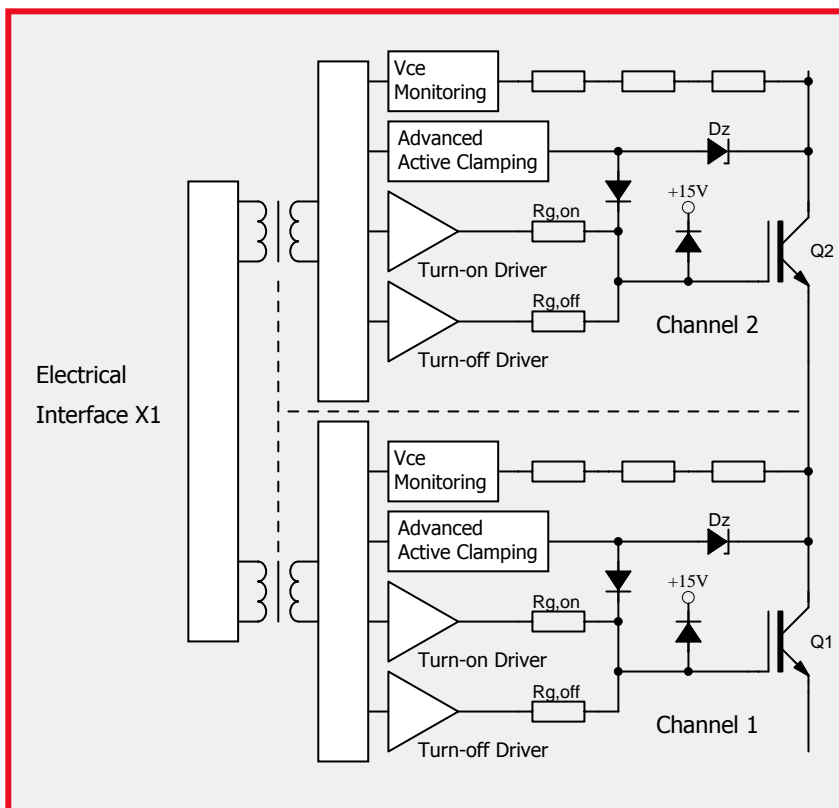 Vce
Monitoring
Advanced
Active Clamping
Dz
+15V
Rg,on
Q2
Turn-on Driver
Rg,off
Channel 2
Turn-off Driver
Electrical
Interface X1
Vce
Monitoring
Advanced
Active Clamping
Dz
+15V
Rg,on
Q1
Turn-on Driver
Rg,off
Channel 1
Turn-off Driver